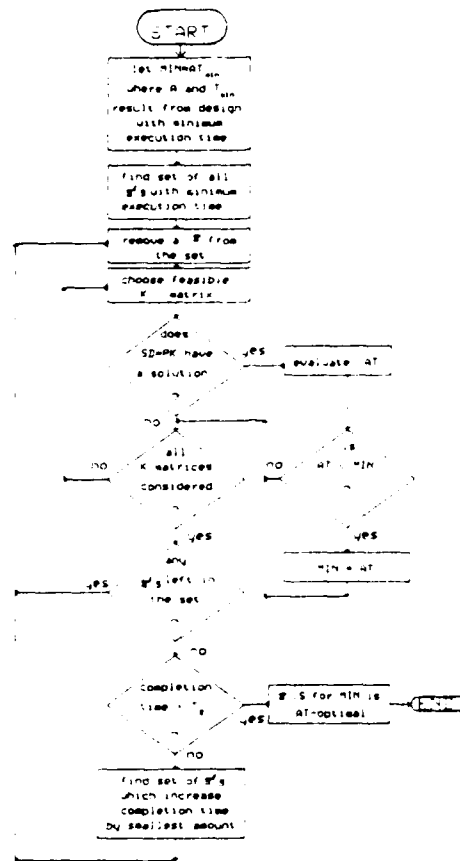 START
let MIN=AT min
where A and T min
result from design
with minimum
execution time
find set of all
's with minimum
execution time
remove a from
the set
choose feasible
K matrix
does
SD=PK have
a solution
yes
evaluate AT
no
all
K matrices
considered
no
is
AT MIN
no
yes
yes
any
's left in
the set
yes
MIN = AT
no
completion
time
yes
S for MIN is
AT-optimal
no
find set of 's
which increase
completion time
by smallest amount